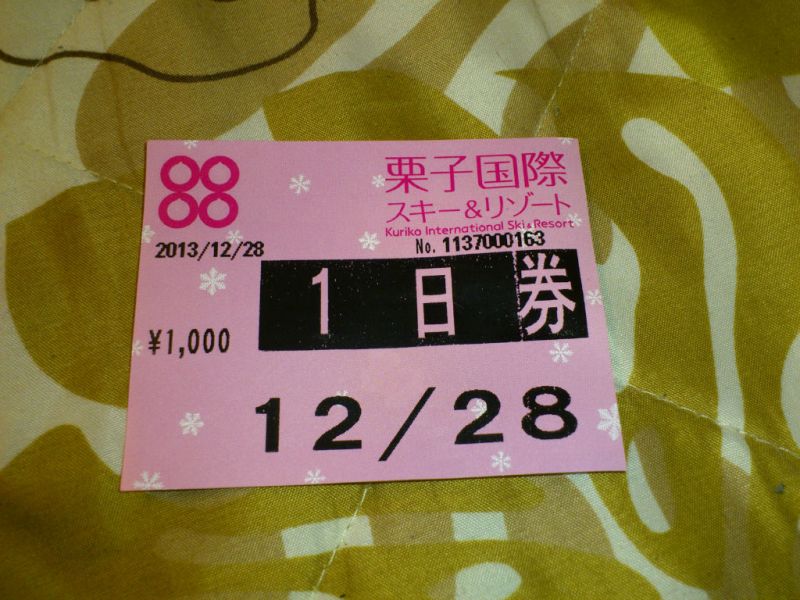 栗子国際
スキー&リゾート
Kuriko International Ski & Resort
2013/12/28
No. 1137000163
1日券
¥1,000
12/28